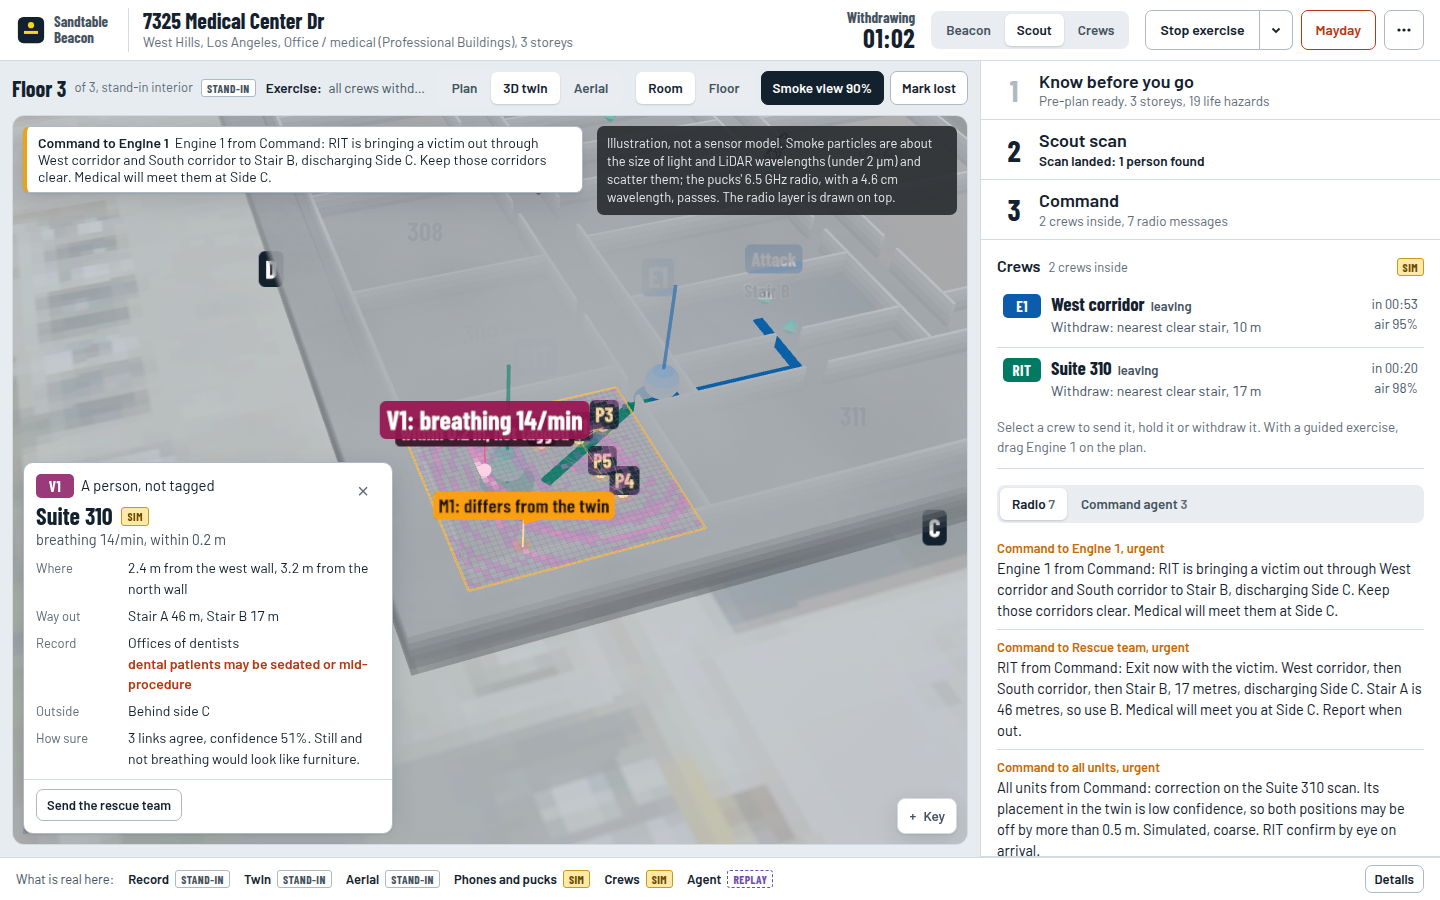 Sandtable
Beacon
7325 Medical Center Dr
West Hills, Los Angeles, Office / medical (Professional Buildings), 3 storeys
Withdrawing
01:02
Beacon
Scout
Crews
Stop exercise
Mayday
Floor 3
of 3, stand-in interior
STAND-IN
Exercise: all crews withd...
Plan
3D twin
Aerial
Room
Floor
Smoke view 90%
Mark lost
Command to Engine 1 Engine 1 from Command: RIT is bringing a victim out through
West corridor and South corridor to Stair B, discharging Side C. Keep those corridors
clear. Medical will meet them at Side C.
Illustration, not a sensor model. Smoke particles are about
the size of light and LiDAR wavelengths (under 2 µm) and
scatter them; the pucks' 6.5 GHz radio, with a 4.6 cm
wavelength, passes. The radio layer is drawn on top.
308
D
E1
Attack
Stair B
311
V1: breathing 14/min
P3
P5
P4
M1: differs from the twin
C
V1
A person, not tagged
Suite 310
SIM
breathing 14/min, within 0.2 m
Where
2.4 m from the west wall, 3.2 m from the
north wall
Way out
Stair A 46 m, Stair B 17 m
Record
Offices of dentists
dental patients may be sedated or mid-
procedure
Outside
Behind side C
How sure
3 links agree, confidence 51%. Still and
not breathing would look like furniture.
Send the rescue team
+ Key
1
Know before you go
Pre-plan ready. 3 storeys, 19 life hazards
2
Scout scan
Scan landed: 1 person found
3
Command
2 crews inside, 7 radio messages
Crews 2 crews inside
SIM
E1
West corridor leaving
in 00:53
Withdraw: nearest clear stair, 10 m
air 95%
RIT
Suite 310 leaving
in 00:20
Withdraw: nearest clear stair, 17 m
air 98%
Select a crew to send it, hold it or withdraw it. With a guided exercise,
drag Engine 1 on the plan.
Radio 7
Command agent 3
Command to Engine 1, urgent
Engine 1 from Command: RIT is bringing a victim out through West
corridor and South corridor to Stair B, discharging Side C. Keep
those corridors clear. Medical will meet them at Side C.
Command to Rescue team, urgent
RIT from Command: Exit now with the victim. West corridor, then
South corridor, then Stair B, 17 metres, discharging Side C. Stair A is
46 metres, so use B. Medical will meet you at Side C. Report when
out.
Command to all units, urgent
All units from Command: correction on the Suite 310 scan. Its
placement in the twin is low confidence, so both positions may be
off by more than 0.5 m. Simulated, coarse. RIT confirm by eye on
arrival.
What is real here:
Record STAND-IN
Twin STAND-IN
Aerial STAND-IN
Phones and pucks SIM
Crews SIM
Agent REPLAY
Details